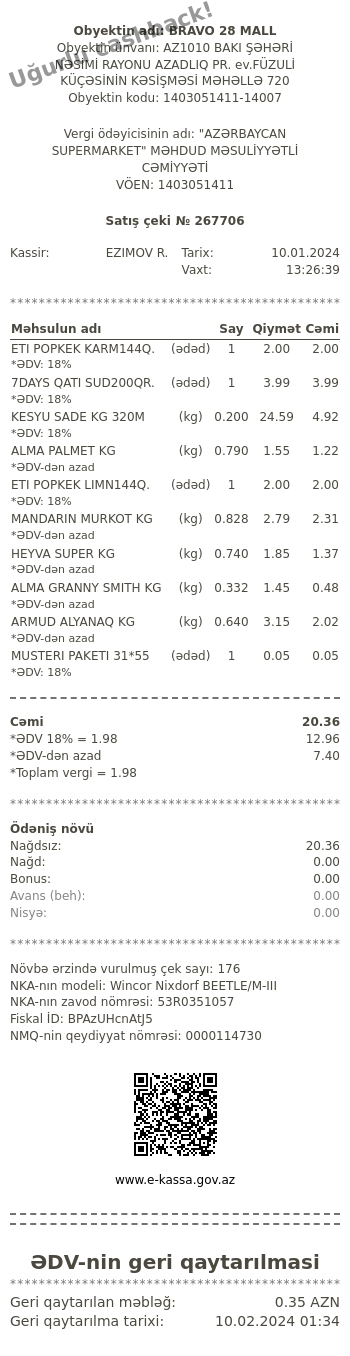 Uğurlu cashback!
Obyektin adı: BRAVO 28 MALL
Obyektin ünvanı: AZ1010 BAKI ŞƏHƏRİ
NƏSİMİ RAYONU AZADLIQ PR. ev.FÜZULİ
KÜÇƏSİNİN KƏSİŞMƏSİ MƏHƏLLƏ 720
Obyektin kodu: 1403051411-14007
Vergi ödəyicisinin adı: "AZƏRBAYCAN
SUPERMARKET" MƏHDUD MƏSULİYYƏTLİ
CƏMİYYƏTİ
VÖEN: 1403051411
Satış çeki № 267706
Kassir: EZIMOV R. Tarix: 10.01.2024
Vaxt: 13:26:39
**********************************************
Məhsulun adı Say Qiymət Cəmi
ETI POPKEK KARM144Q. (ədəd) 1 2.00 2.00
*ƏDV: 18%
7DAYS QATI SUD200QR. (ədəd) 1 3.99 3.99
*ƏDV: 18%
KESYU SADE KG 320M (kg) 0.200 24.59 4.92
*ƏDV: 18%
ALMA PALMET KG (kg) 0.790 1.55 1.22
*ƏDV-dən azad
ETI POPKEK LIMN144Q. (ədəd) 1 2.00 2.00
*ƏDV: 18%
MANDARIN MURKOT KG (kg) 0.828 2.79 2.31
*ƏDV-dən azad
HEYVA SUPER KG (kg) 0.740 1.85 1.37
*ƏDV-dən azad
ALMA GRANNY SMITH KG (kg) 0.332 1.45 0.48
*ƏDV-dən azad
ARMUD ALYANAQ KG (kg) 0.640 3.15 2.02
*ƏDV-dən azad
MUSTERI PAKETI 31*55 (ədəd) 1 0.05 0.05
*ƏDV: 18%
Cəmi 20.36
*ƏDV 18% = 1.98 12.96
*ƏDV-dən azad 7.40
*Toplam vergi = 1.98
**********************************************
Ödəniş növü
Nağdsız: 20.36
Nağd: 0.00
Bonus: 0.00
Avans (beh): 0.00
Nisyə: 0.00
**********************************************
Növbə ərzində vurulmuş çek sayı: 176
NKA-nın modeli: Wincor Nixdorf BEETLE/M-III
NKA-nın zavod nömrəsi: 53R0351057
Fiskal İD: BPAzUHcnAtJ5
NMQ-nin qeydiyyat nömrəsi: 0000114730
www.e-kassa.gov.az
ƏDV-nin geri qaytarılması
**********************************************
Geri qaytarılan məbləğ: 0.35 AZN
Geri qaytarılma tarixi: 10.02.2024 01:34